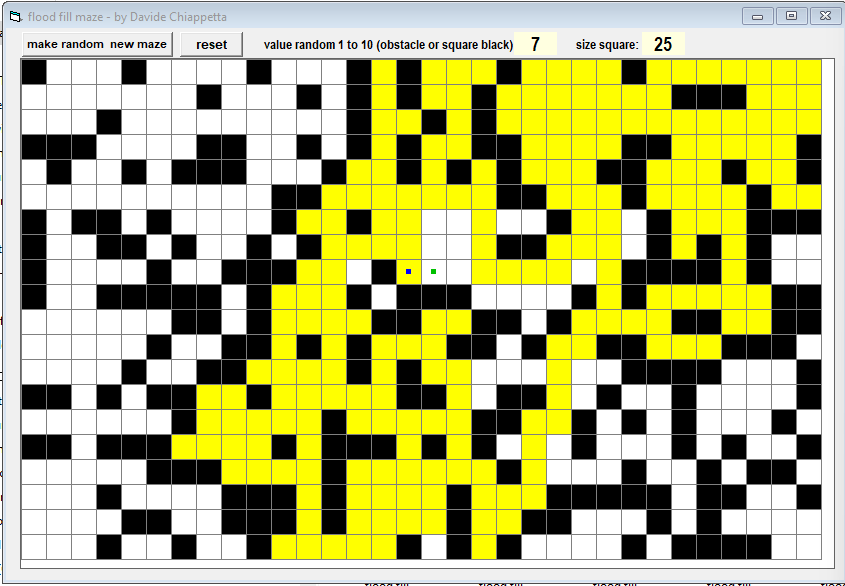 flood fill maze - by Davide Chiappetta
make random new maze reset value random 1 to 10 (obstacle or square black) 7 size square: 25